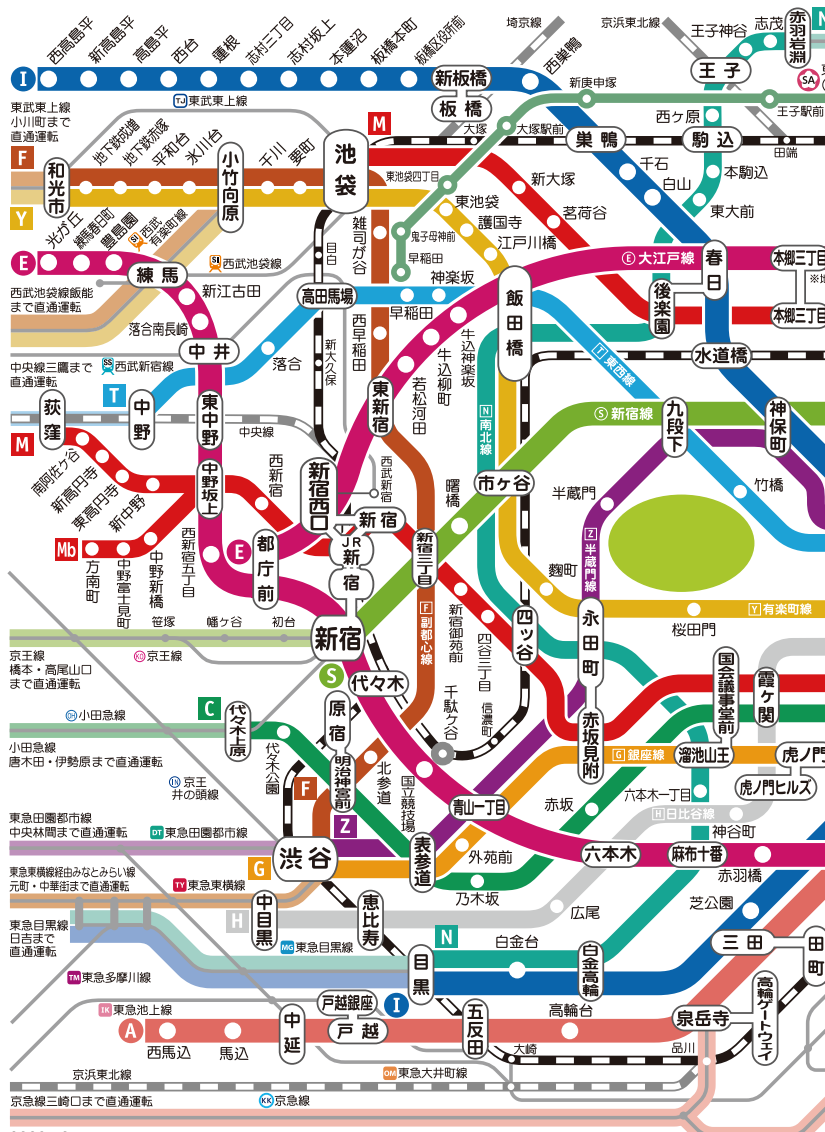 西高島平
新高島平
高島平
西台
蓮根
志村三丁目
志村坂上
本蓮沼
板橋本町
板橋区役所前
埼京線
西巣鴨
京浜東北線
王子神谷
志茂
赤羽岩淵
N
I
新板橋
板橋
新庚申塚
王子
SA
王子駅前
東武東上線
小川町まで
直通運転
TJ 東武東上線
M
大塚
大塚駅前
巣鴨
西ヶ原
駒込
田端
F
和光市
地下鉄成増
地下鉄赤塚
平和台
氷川台
小竹向原
千川
要町
池袋
東池袋四丁目
新大塚
千石
白山
本駒込
東大前
Y
東池袋
護国寺
江戸川橋
茗荷谷
光が丘
練馬春日町
豊島園
SI 西武
有楽町線
雑司が谷
鬼子母神前
早稲田
E
練馬
SI 西武池袋線
目白
E 大江戸線
春日
本郷三丁目
西武池袋線飯能
まで直通運転
新江古田
高田馬場
早稲田
神楽坂
飯田橋
後楽園
本郷三丁目
落合南長崎
中井
新大久保
西早稲田
牛込神楽坂
牛込柳町
若松河田
水道橋
中央線三鷹まで
直通運転
SS 西武新宿線
落合
T 東西線
T
荻窪
中野
東中野
中央線
東新宿
N 南北線
S 新宿線
九段下
神保町
M
南阿佐ケ谷
新高円寺
東高円寺
新中野
中野坂上
西新宿
新宿西口
西武新宿
曙橋
市ケ谷
半蔵門
竹橋
新宿
JR
新
宿
新宿三丁目
Mb
方南町
中野富士見町
中野新橋
西新宿五丁目
E
都庁前
Z 半蔵門線
麴町
Y 有楽町線
桜田門
永田町
F 副都心線
新宿御苑前
四谷三丁目
四ツ谷
笹塚
幡ヶ谷
初台
新宿
京王線
橋本・高尾山口
まで直通運転
KO 京王線
S
代々木
千駄ケ谷
信濃町
国会議事堂前
霞ケ関
C
代々木上原
OH 小田急線
小田急線
唐木田・伊勢原まで直通運転
代々木公園
原宿
明治神宮前
北参道
国立競技場
赤坂見附
G 銀座線
溜池山王
虎ノ門
虎ノ門ヒルズ
IN 京王
井の頭線
F
Z
青山一丁目
赤坂
六本木一丁目
H 日比谷線
神谷町
東急田園都市線
中央林間まで直通運転
DT 東急田園都市線
渋谷
表参道
外苑前
乃木坂
六本木
麻布十番
赤羽橋
G
東急東横線経由みなとみらい線
元町・中華街まで直通運転
TY 東急東横線
H
中目黒
恵比寿
広尾
芝公園
東急目黒線
日吉まで
直通運転
MG 東急目黒線
N
目黒
白金台
白金高輪
三田
田町
TM 東急多摩川線
IK 東急池上線
I
戸越銀座
戸越
中延
A
西馬込
馬込
五反田
高輪台
泉岳寺
高輪ゲートウェイ
大崎
品川
京浜東北線
OM 東急大井町線
京急線三崎口まで直通運転
KK 京急線